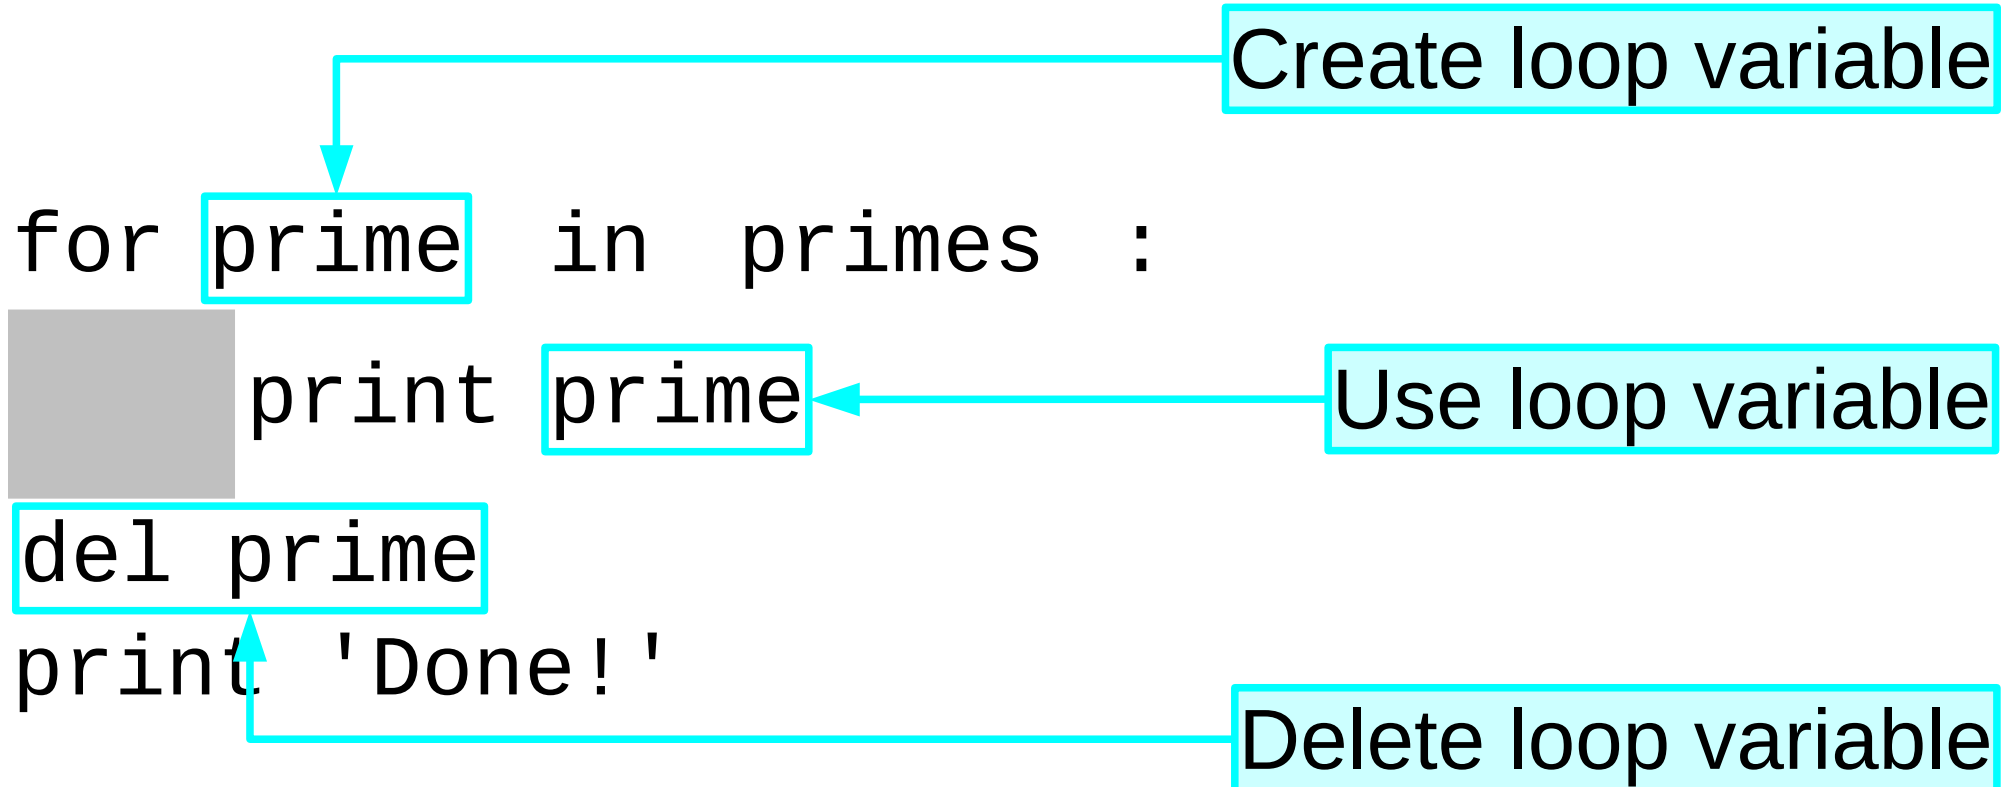 Create loop variable
for prime in primes :
print prime
Use loop variable
del prime
print 'Done!'
Delete loop variable